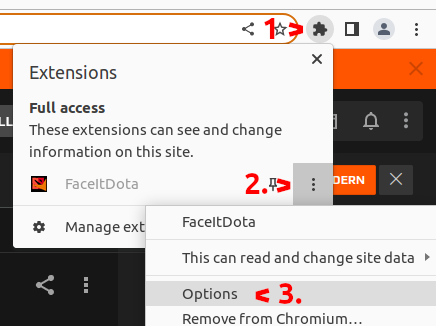 1 >
Extensions
Full access
These extensions can see and change
information on this site.
FaceItDota
2. >
DERN
Manage ext
FaceItDota
This can read and change site data
Options
< 3.
Remove from Chromium...